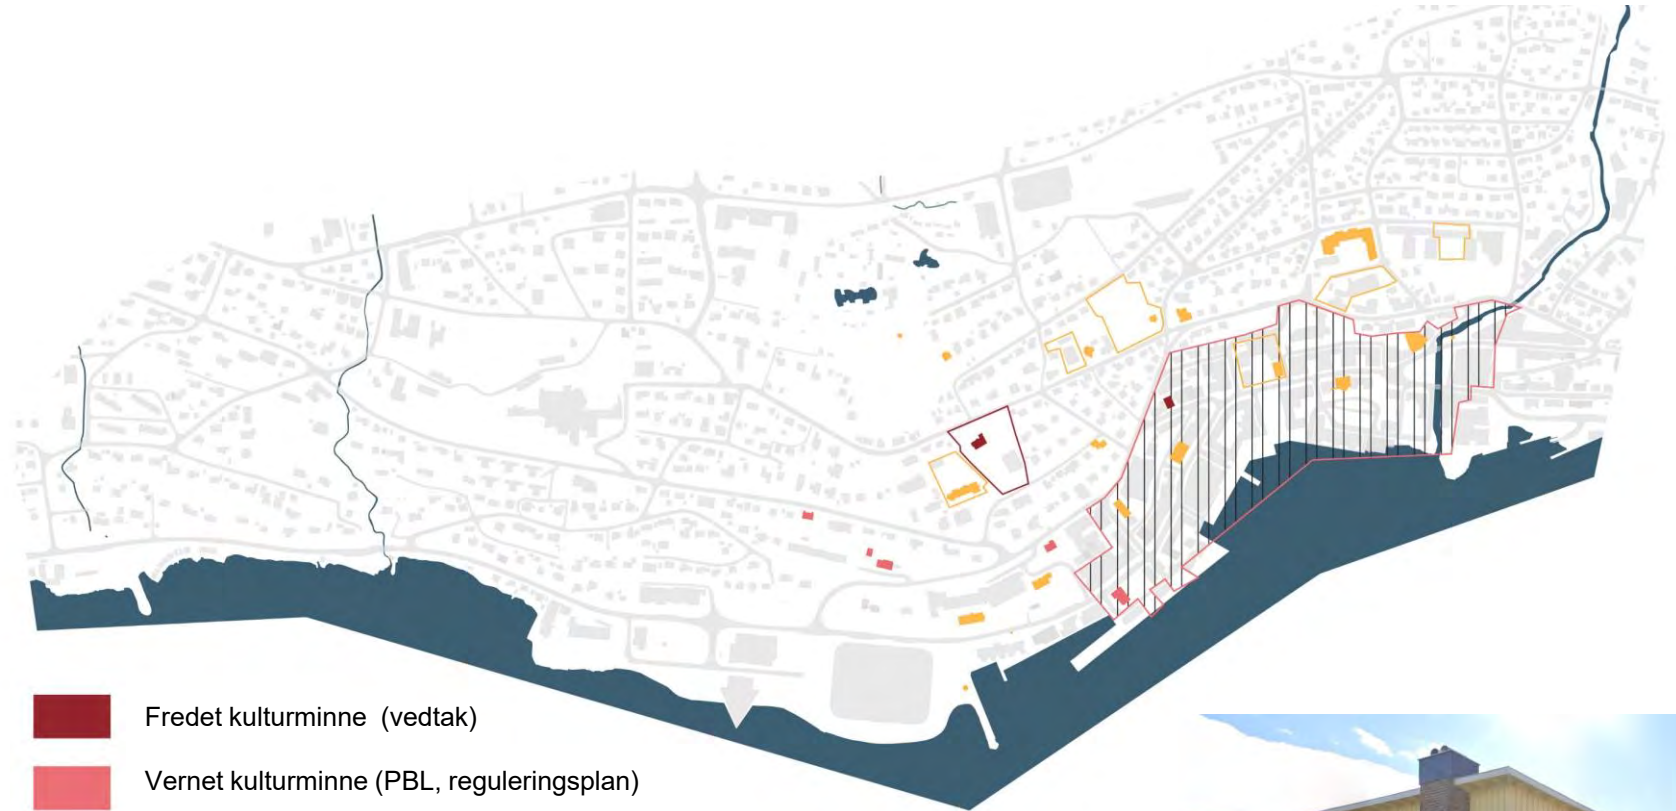 Fredet kulturminne (vedtak)
Vernet kulturminne (PBL, reguleringsplan)